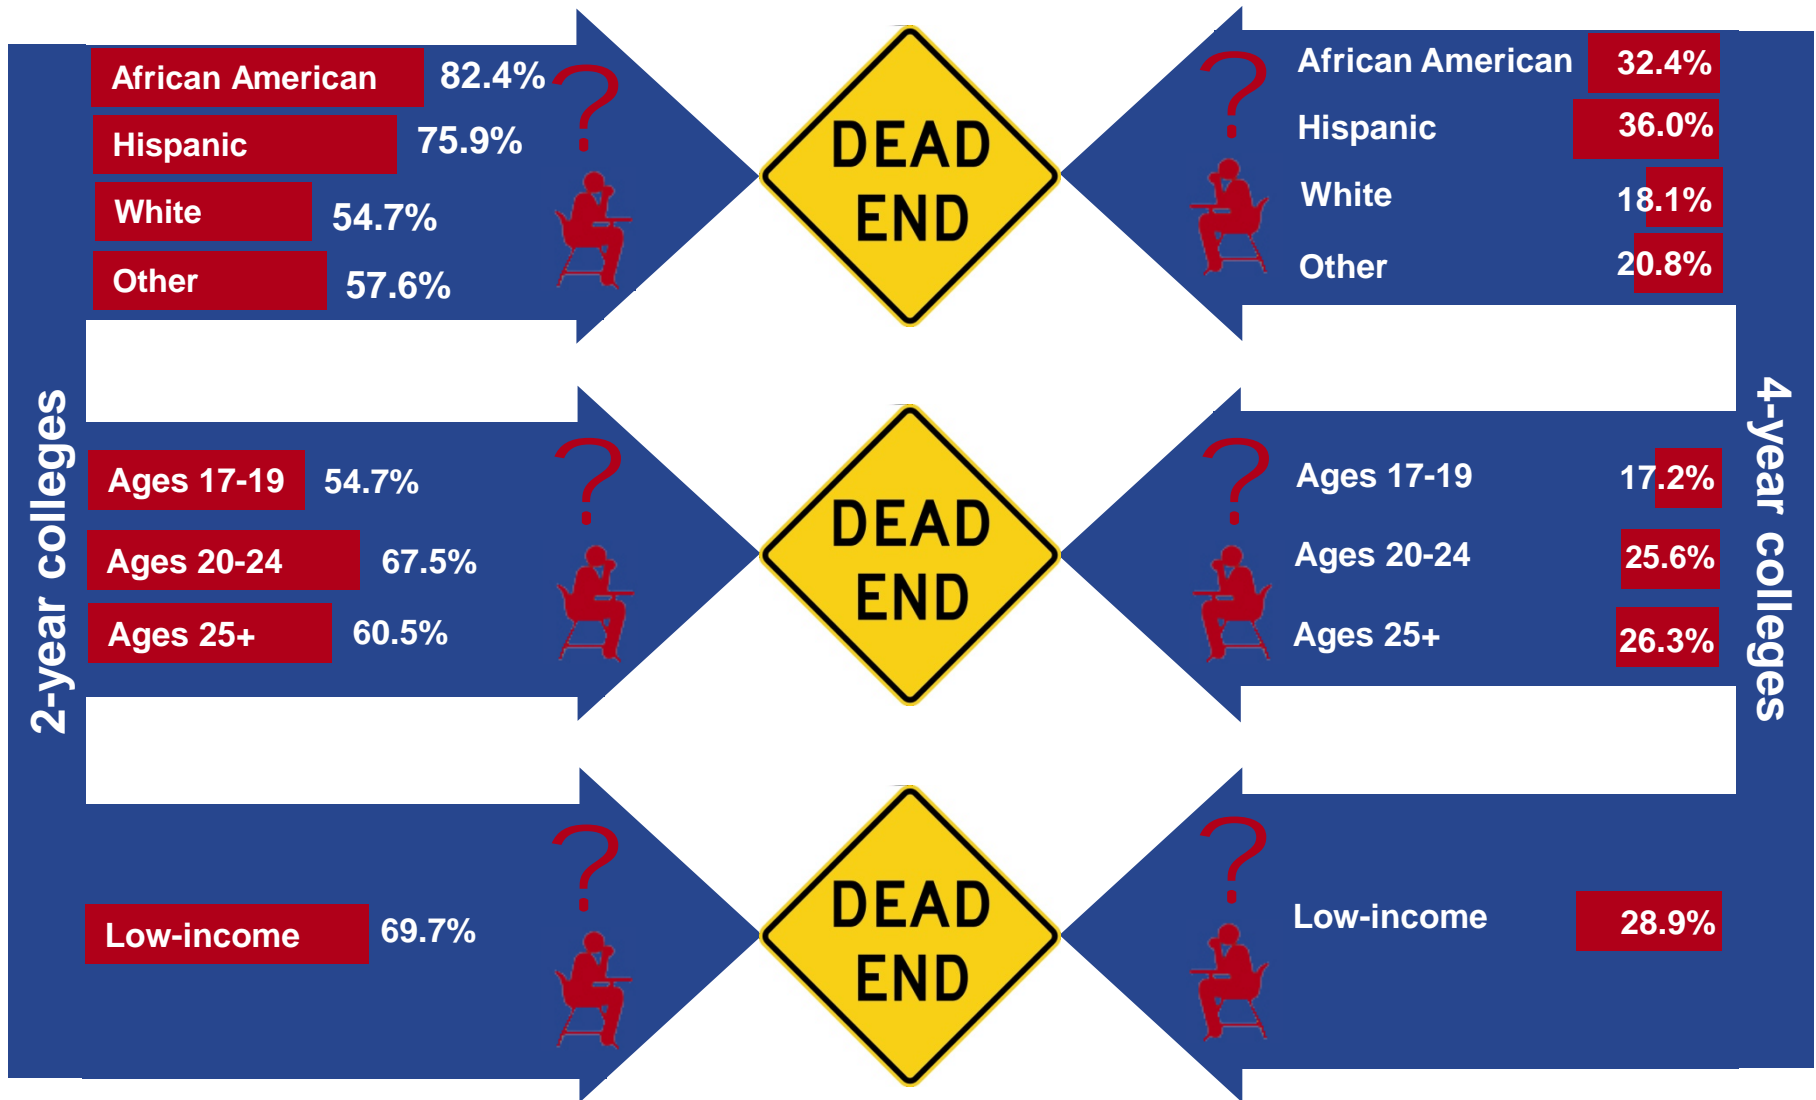 2-year colleges
African American 82.4%
Hispanic 75.9%
White 54.7%
Other 57.6%
?
DEAD
END
?
African American 32.4%
Hispanic 36.0%
White 18.1%
Other 20.8%
Ages 17-19 54.7%
Ages 20-24 67.5%
Ages 25+ 60.5%
?
DEAD
END
?
Ages 17-19 17.2%
Ages 20-24 25.6%
Ages 25+ 26.3%
Low-income 69.7%
?
DEAD
END
?
Low-income 28.9%
4-year colleges